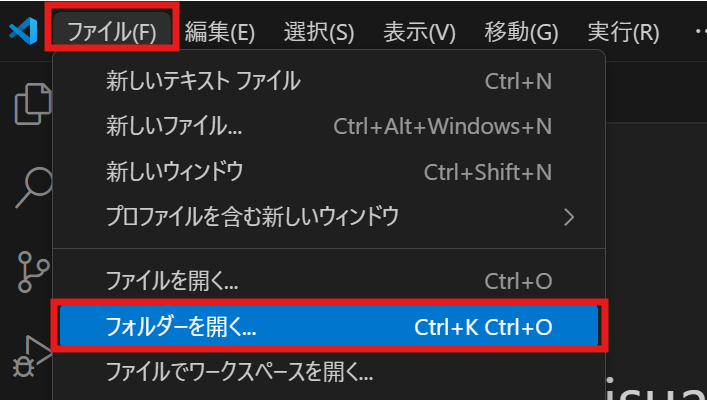 ファイル(F) 編集(E) 選択(S) 表示(V) 移動(G) 実行(R) ...
新しいテキスト ファイル Ctrl+N
新しいファイル... Ctrl+Alt+Windows+N
新しいウィンドウ Ctrl+Shift+N
プロファイルを含む新しいウィンドウ
ファイルを開く... Ctrl+O
フォルダーを開く... Ctrl+K Ctrl+O
ファイルでワークスペースを開く...